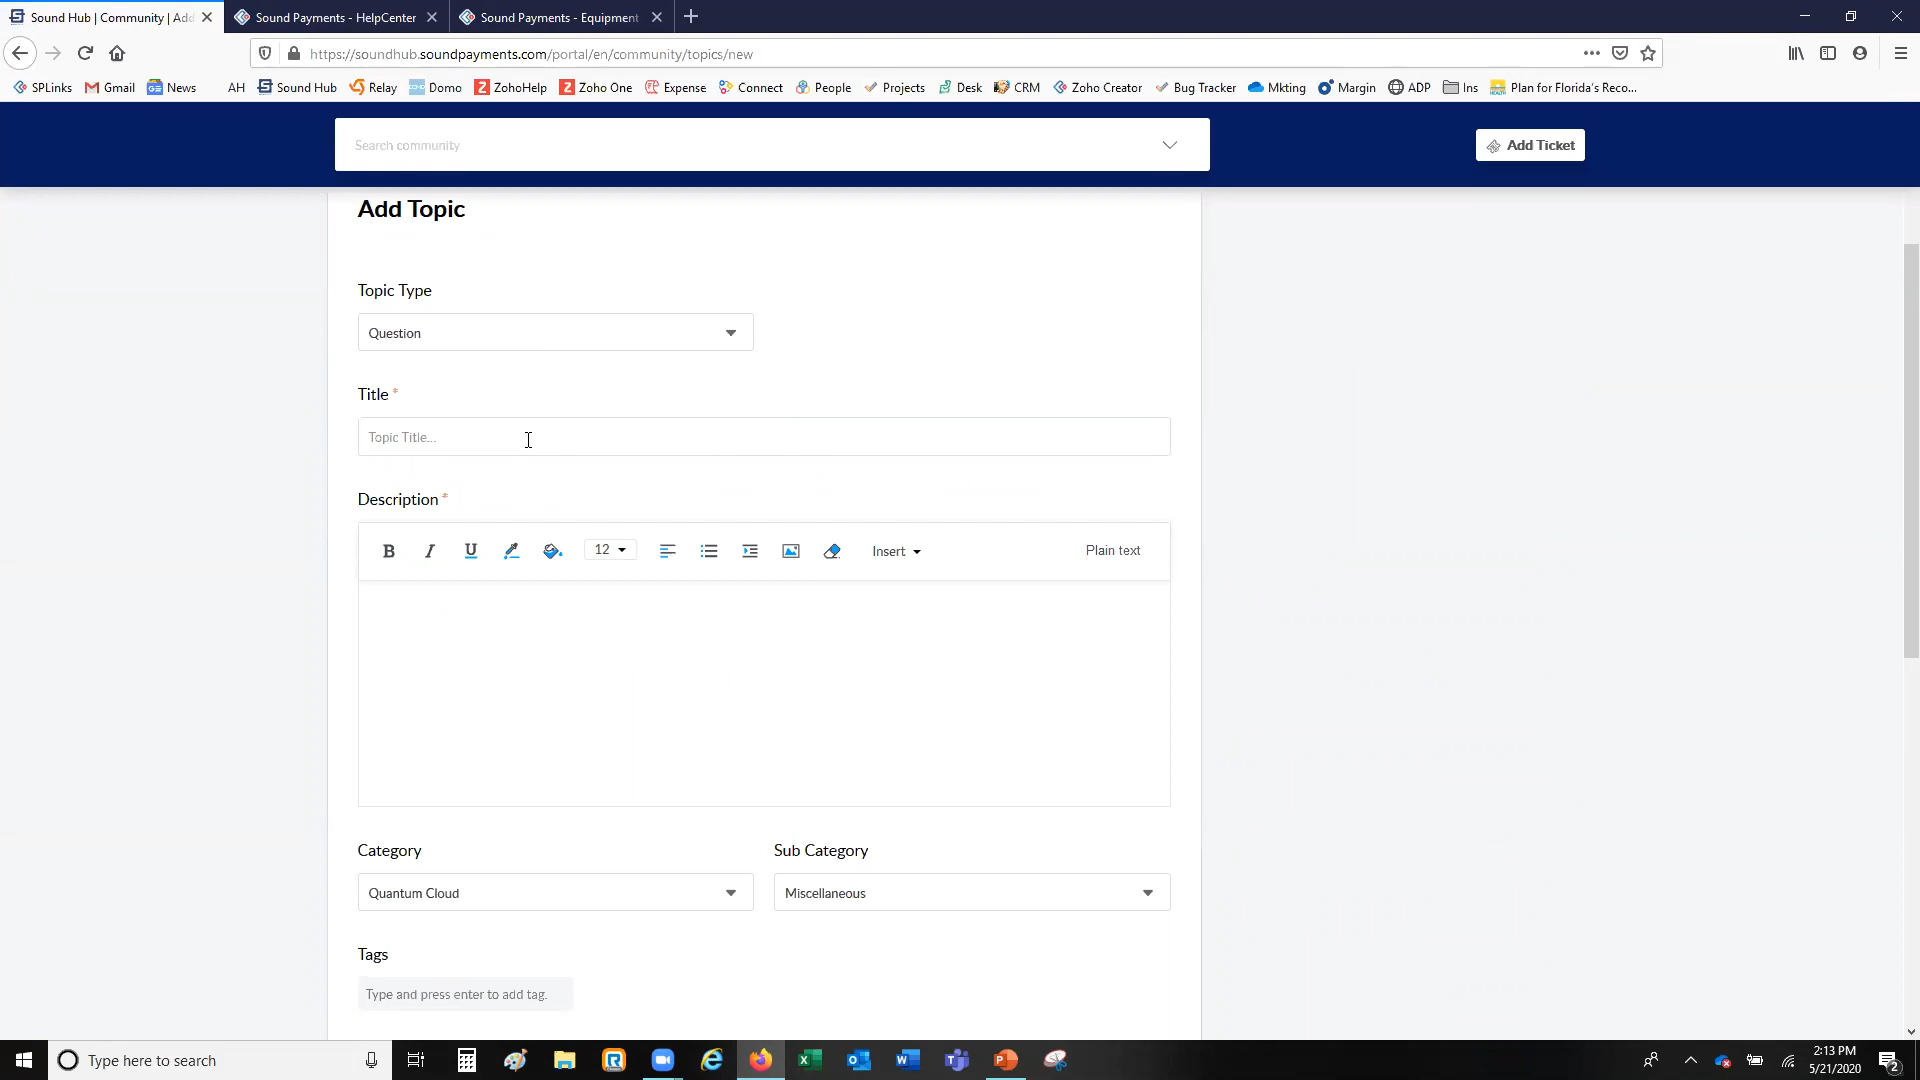 Sound Hub | Community | Add
Sound Payments - HelpCenter
Sound Payments - Equipment
https://soundhub.soundpayments.com/portal/en/community/topics/new
SPLinks
Gmail
News
AH
Sound Hub
Relay
Domo
ZohoHelp
Zoho One
Expense
Connect
People
Projects
Desk
CRM
Zoho Creator
Bug Tracker
Mkting
Margin
ADP
Ins
Plan for Florida's Reco...
Search community
Add Ticket
Add Topic
Topic Type
Question
Title *
Topic Title...
Description *
B I U 12 Insert Plain text
Category
Sub Category
Quantum Cloud
Miscellaneous
Tags
Type and press enter to add tag.
Type here to search
2:13 PM
5/21/2020
2